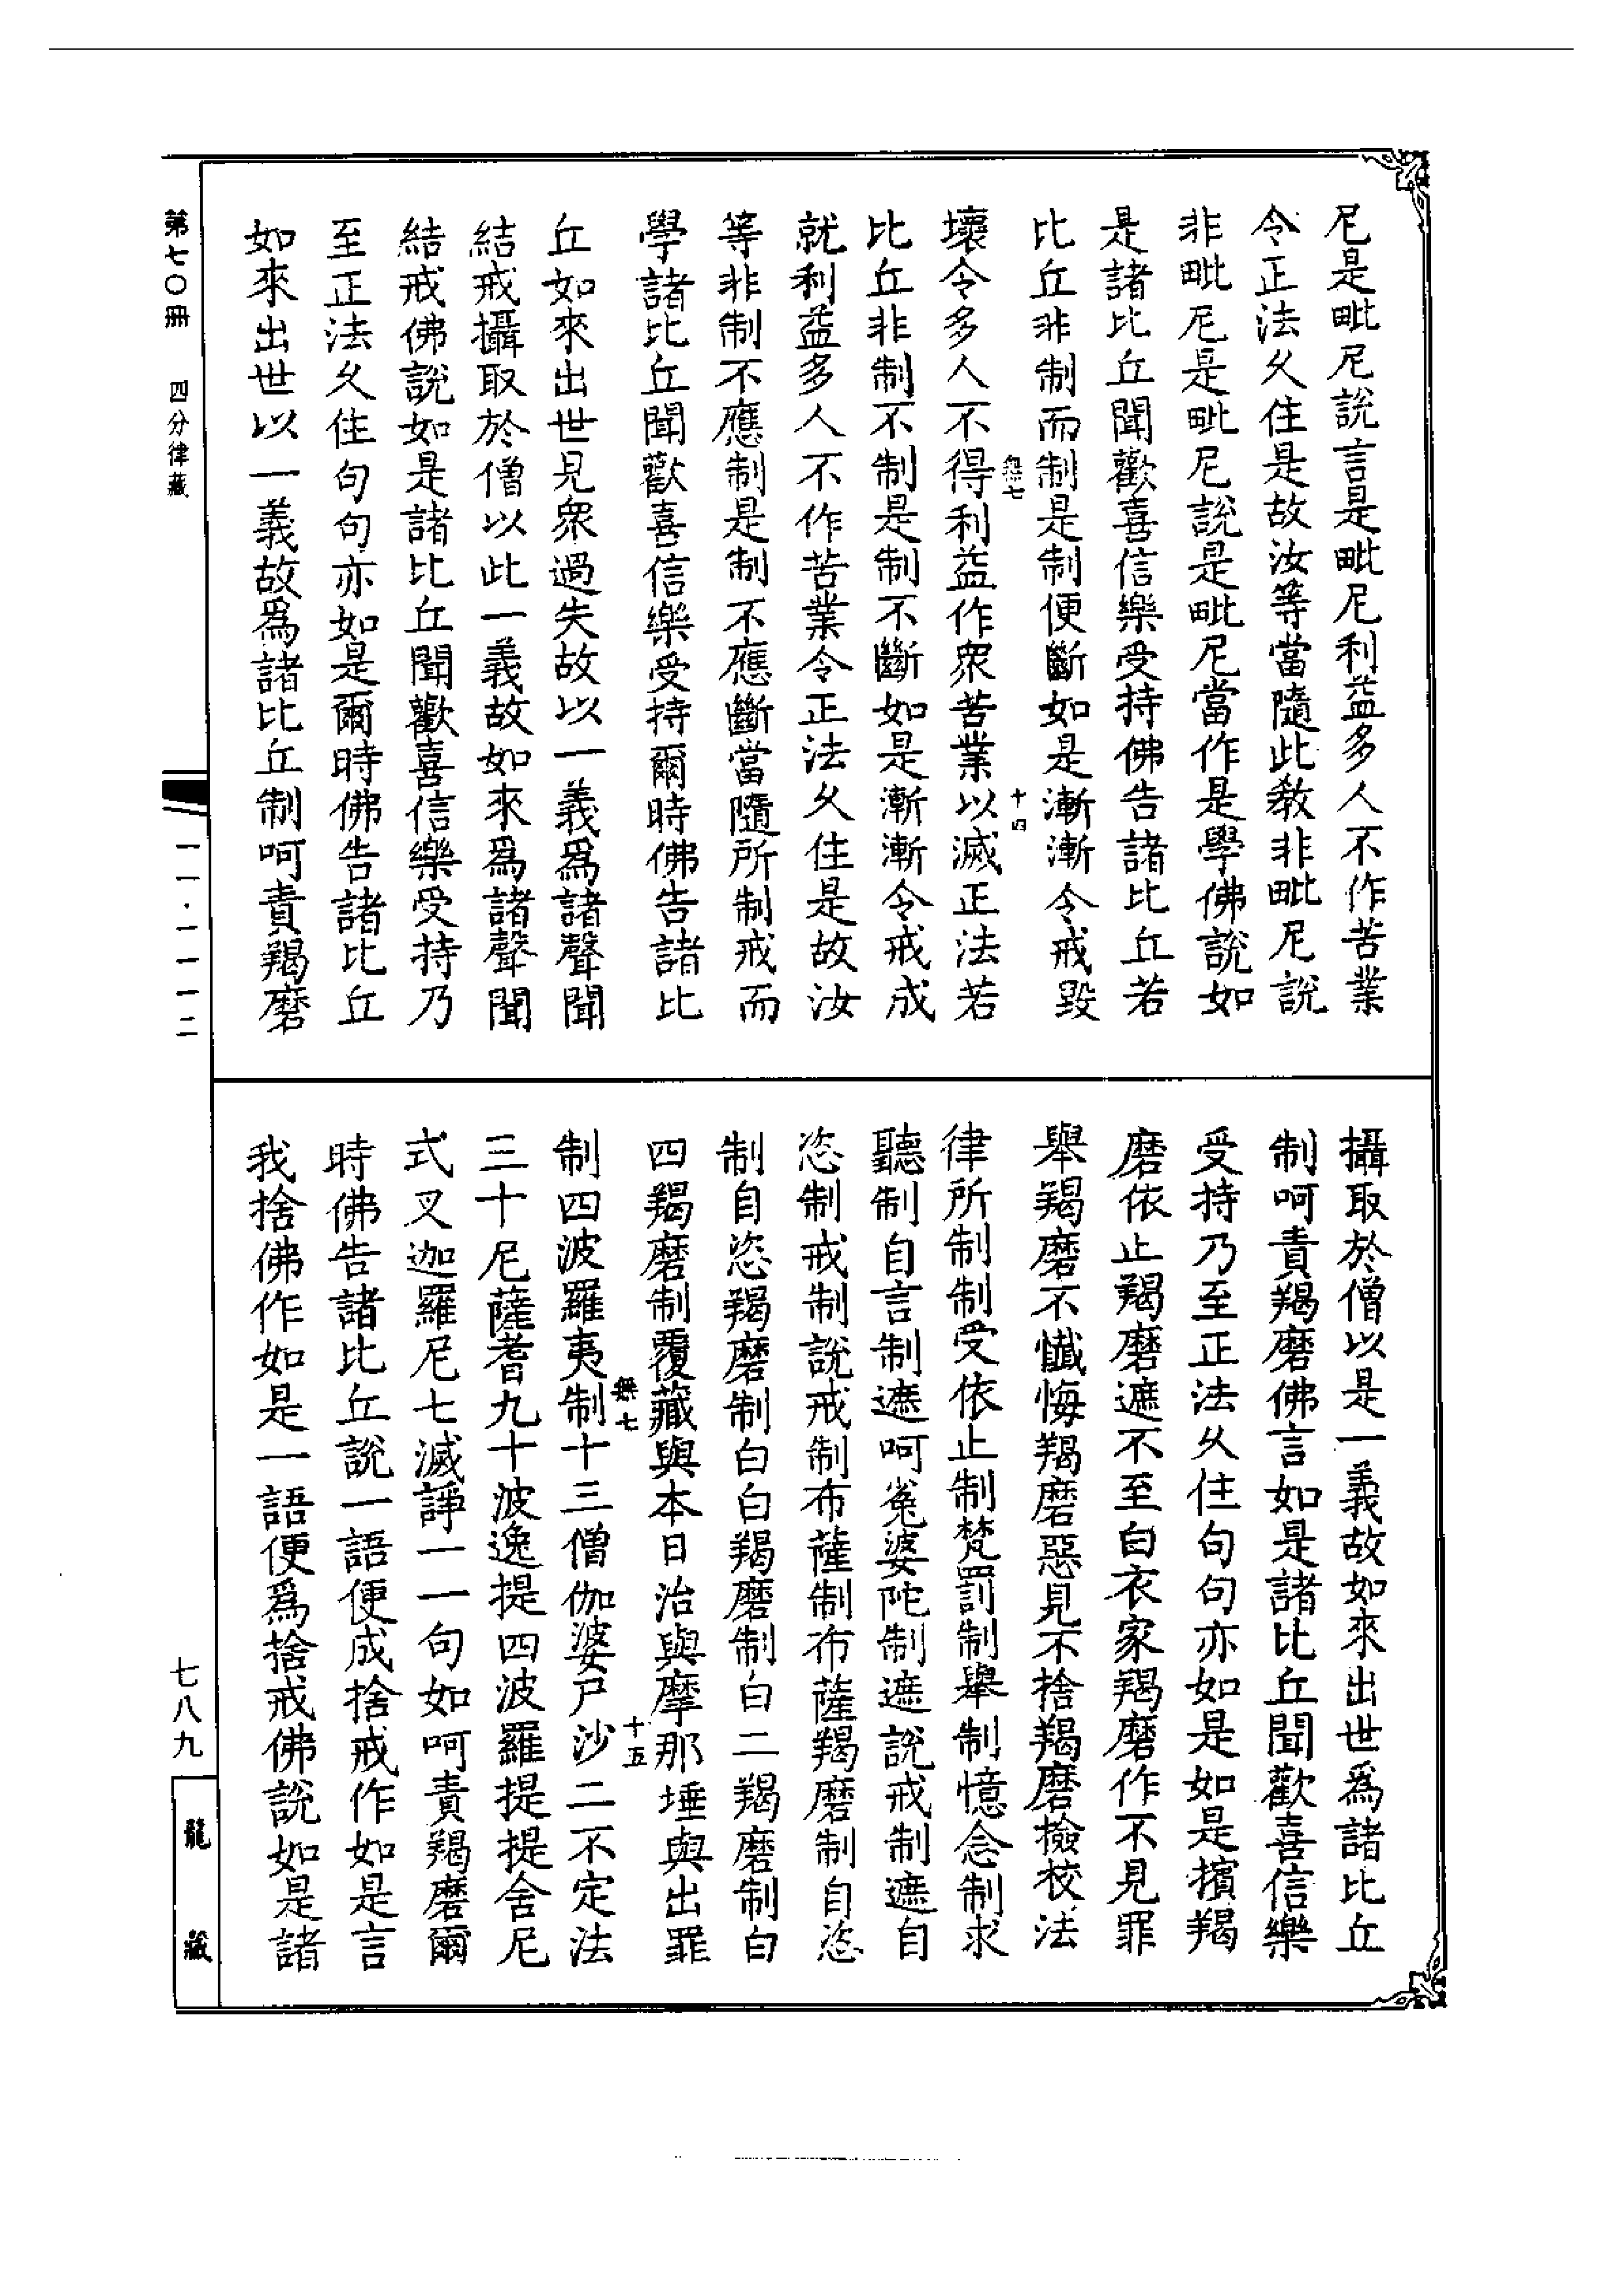 尼是毗尼說言是毗尼利益多人不作苦業
令正法久住是故汝等當隨此教非毗尼說
非毗尼是毗尼說是毗尼當作是學佛說如
是諸比丘聞歡喜信樂受持佛告諸比丘若
比丘非制而制是制便斷如是漸漸令戒毀
無七
十四
壞令多人不得利益作衆苦業以滅正法若
比丘非制不制是制不斷如是漸漸令戒成
就利益多人不作苦業令正法久住是故汝
等非制不應制是制不應斷當隨所制戒而
學諸比丘聞歡喜信樂受持爾時佛告諸比
丘如來出世見衆過失故以一義爲諸聲聞
結戒攝取於僧以此一義故如來爲諸聲聞
結戒佛說如是諸比丘聞歡喜信樂受持乃
至正法久住句句亦如是爾時佛告諸比丘
如來出世以一義故爲諸比丘制呵責羯磨
攝取於僧以是一義故如來出世爲諸比丘
制呵責羯磨佛言如是諸比丘聞歡喜信樂
受持乃至正法久住句句亦如是如是擯羯
磨依止羯磨遮不至白衣家羯磨作不見罪
舉羯磨不懺悔羯磨惡見不捨羯磨檢校法
律所制制受依止制梵罰制舉制憶念制求
聽制自言制遮呵㝹婆陀制遮說戒制遮自
恣制戒制說戒制布薩制布薩羯磨制自恣
制自恣羯磨制白白羯磨制白二羯磨制白
四羯磨制覆藏與本日治與摩那埵與出罪
無七
十五
制四波羅夷制十三僧伽婆尸沙二不定法
三十尼薩耆九十波逸提四波羅提提舍尼
式叉迦羅尼七滅諍一一句如呵責羯磨爾
時佛告諸比丘說一語便成捨戒作如是言
我捨佛作如是一語便爲捨戒佛說如是諸
第七〇冊 四分律藏
一一·一一一二
七八九
龍藏